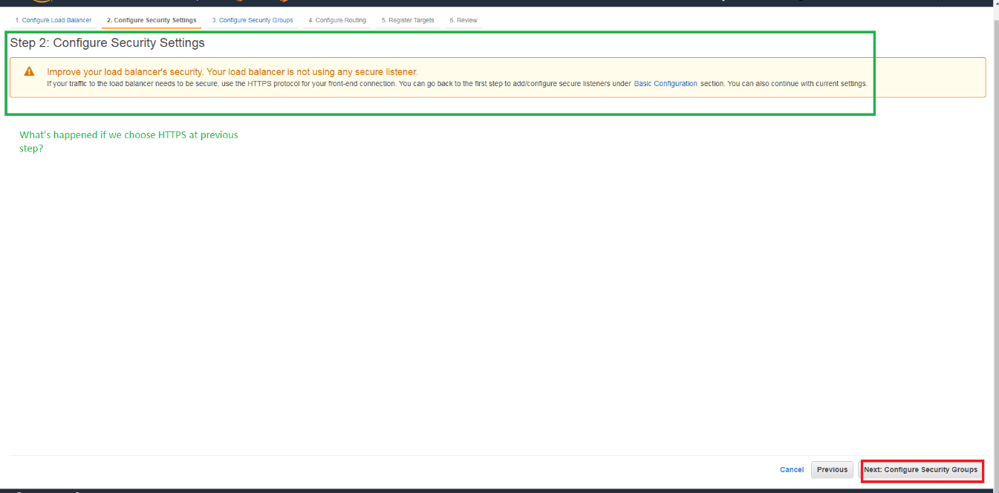 1. Configure Load Balancer 2. Configure Security Settings 3. Configure Security Groups 4. Configure Routing 5. Register Targets 6. Review
Step 2: Configure Security Settings
Improve your load balancer's security. Your load balancer is not using any secure listener.
If your traffic to the load balancer needs to be secure, use the HTTPS protocol for your front-end connection. You can go back to the first step to add/configure secure listeners under Basic Configuration section. You can also continue with current settings.
What's happened if we choose HTTPS at previous
step?
Cancel Previous Next: Configure Security Groups